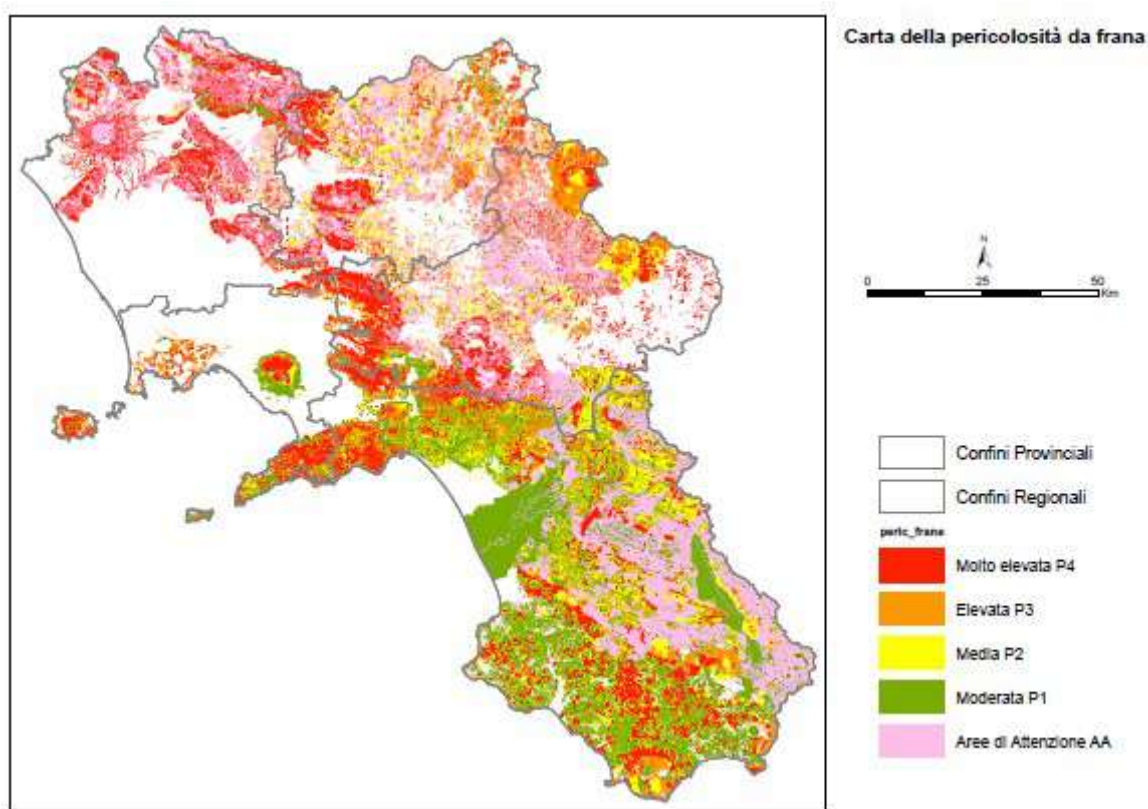 Carta della pericolosità da frana
N
0 25 50
Km
Confini Provinciali
Confini Regionali
peric_frane
Molto elevata P4
Elevata P3
Media P2
Moderata P1
Aree di Attenzione AA